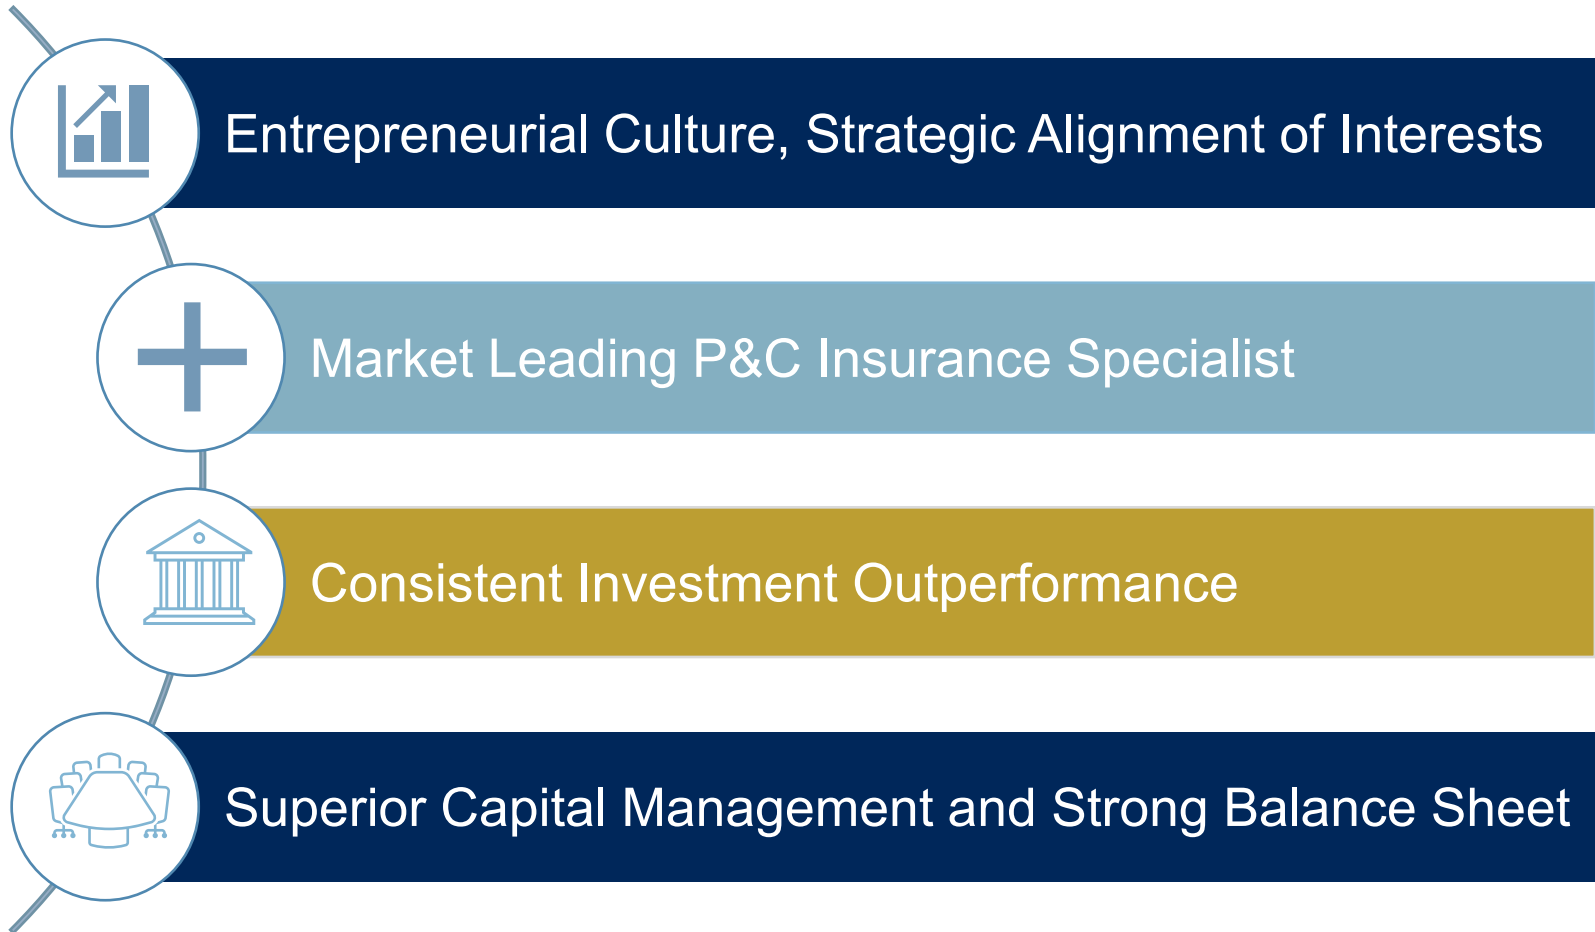 Entrepreneurial Culture, Strategic Alignment of Interests
Market Leading P&C Insurance Specialist
Consistent Investment Outperformance
Superior Capital Management and Strong Balance Sheet